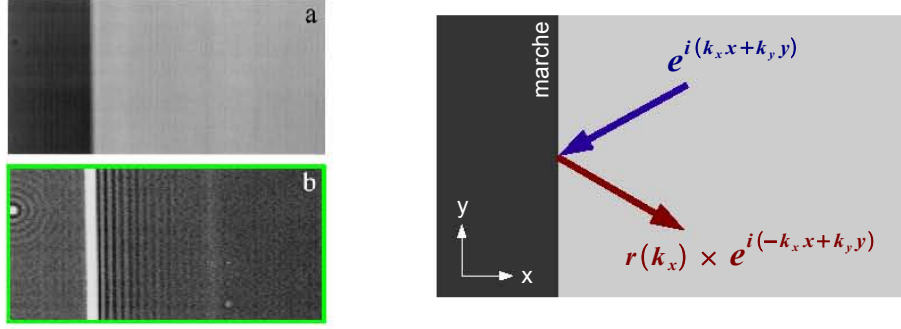 a
b
marche
e^{i(k_x x+k_y y)}
y
x
r(k_x) × e^{i(-k_x x+k_y y)}